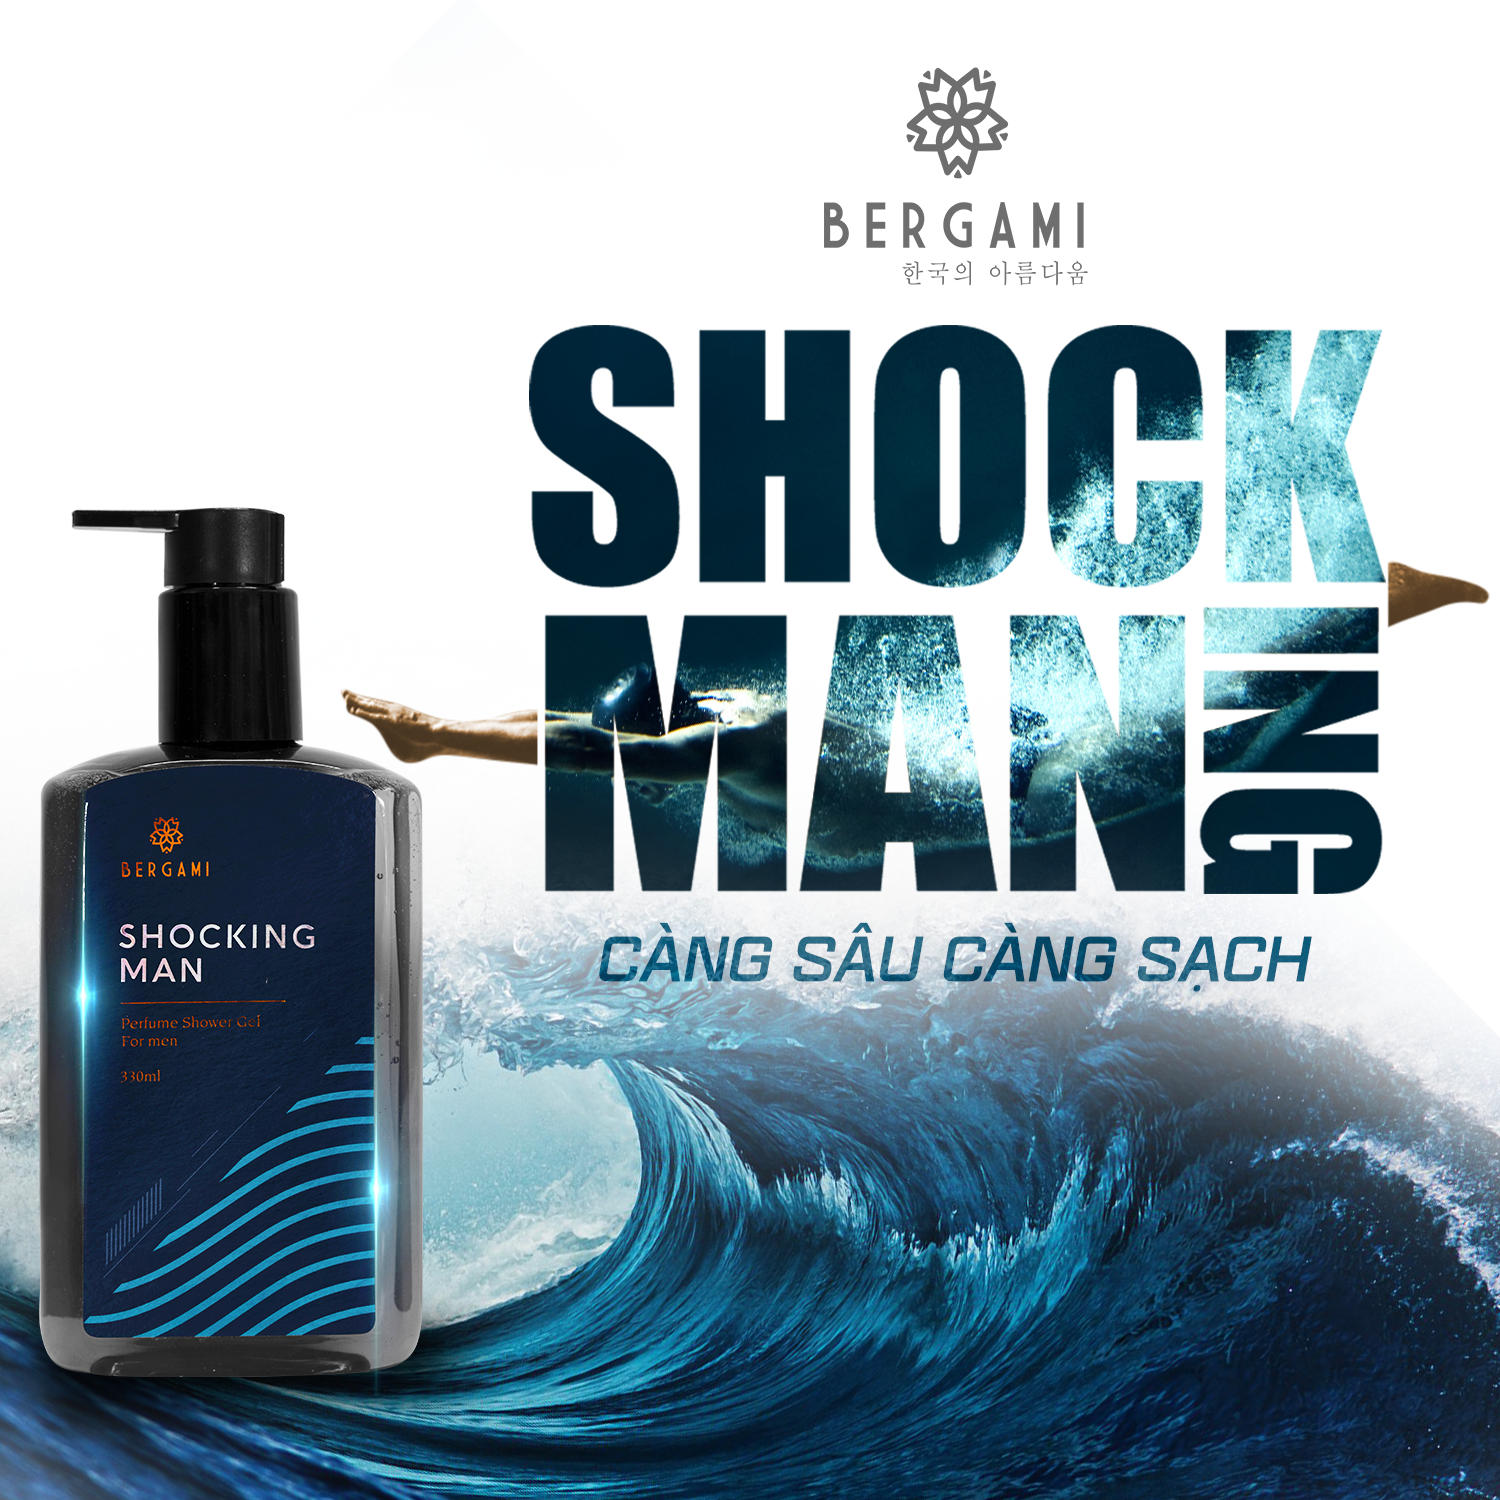 BERGAMI
한국의 아름다움
SHOCK
ING
MAN
CÀNG SÂU CÀNG SẠCH
BERGAMI
SHOCKING
MAN
Perfume Shower Gel
For men
330ml